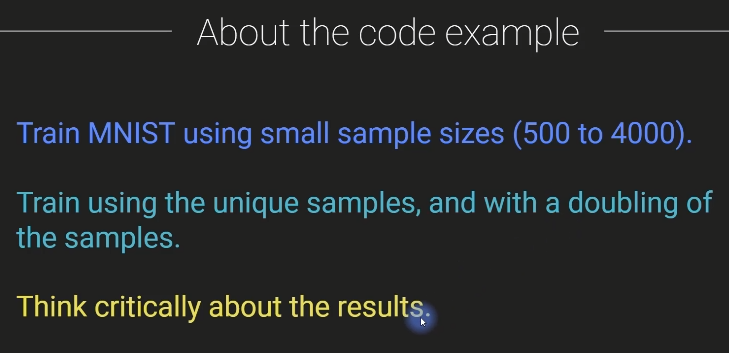 About the code example
Train MNIST using small sample sizes (500 to 4000).
Train using the unique samples, and with a doubling of
the samples.
Think critically about the results.